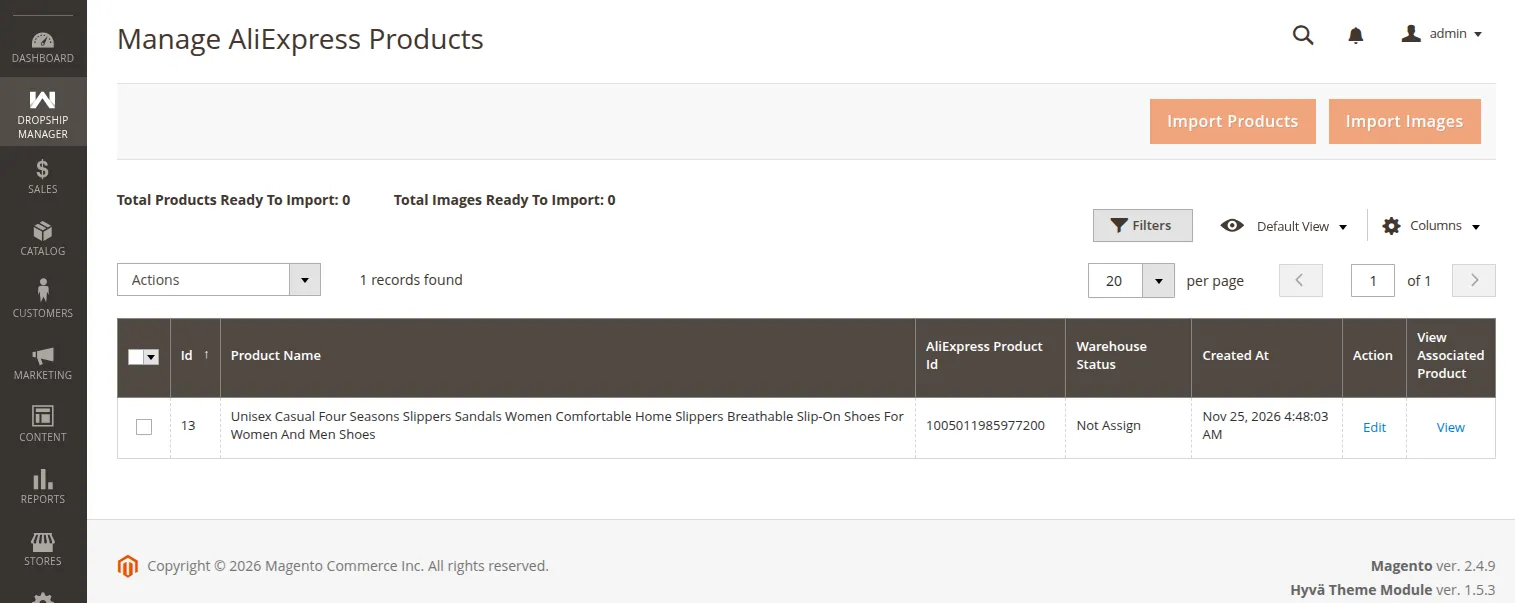 Manage AliExpress Products
admin
DASHBOARD
DROPSHIP
MANAGER
SALES
CATALOG
CUSTOMERS
MARKETING
CONTENT
REPORTS
STORES
Import Products
Import Images
Total Products Ready To Import: 0
Total Images Ready To Import: 0
Filters
Default View
Columns
Actions
1 records found
20
per page
1
of 1
Id ↑
Product Name
AliExpress Product
Id
Warehouse
Status
Created At
Action
View
Associated
Product
13
Unisex Casual Four Seasons Slippers Sandals Women Comfortable Home Slippers Breathable Slip-On Shoes For
Women And Men Shoes
1005011985977200
Not Assign
Nov 25, 2026 4:48:03
AM
Edit
View
Copyright © 2026 Magento Commerce Inc. All rights reserved.
Magento ver. 2.4.9
Hyvä Theme Module ver. 1.5.3